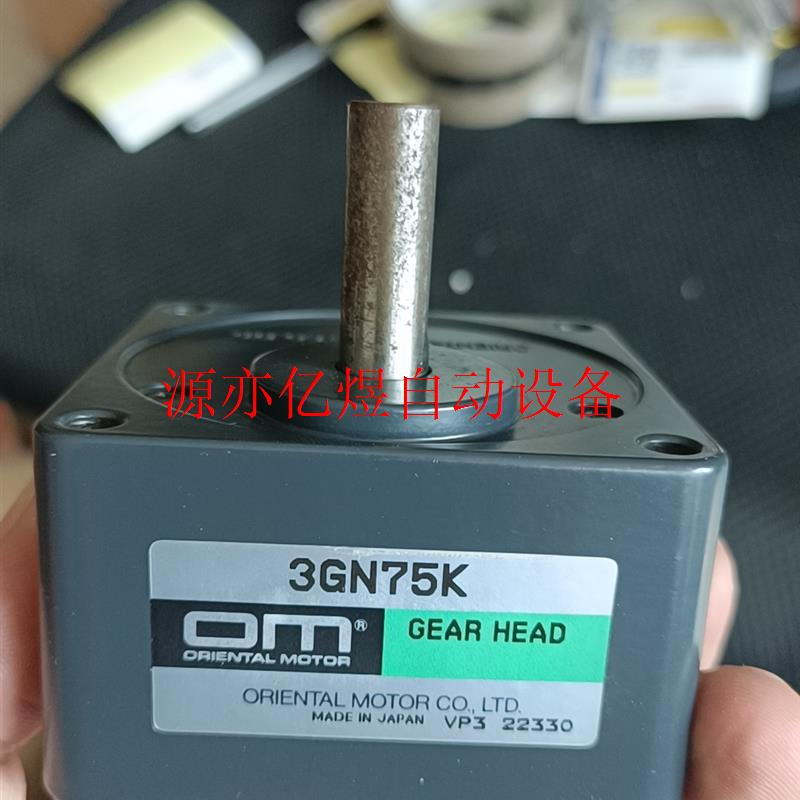 源亦亿煜自动设备
3GN75K
om® GEAR HEAD
ORIENTAL MOTOR
ORIENTAL MOTOR CO., LTD.
MADE IN JAPAN VP3 22330